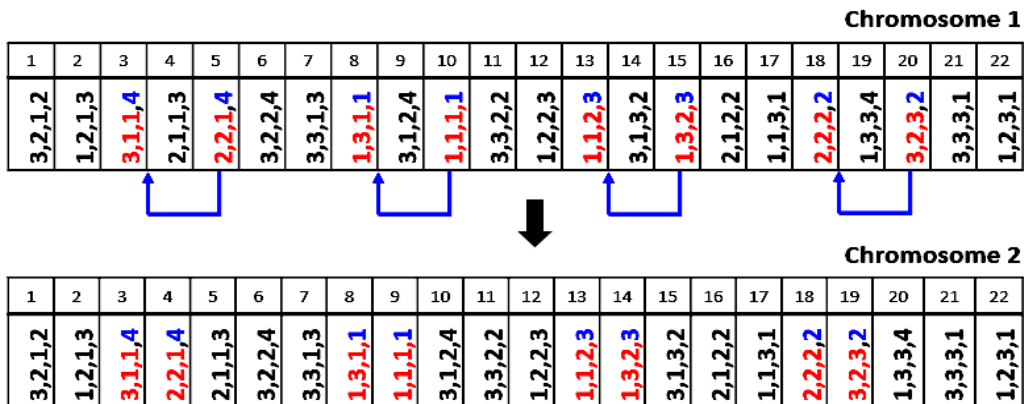 Chromosome 1
1 2 3 4 5 6 7 8 9 10 11 12 13 14 15 16 17 18 19 20 21 22
3,2,1,2 1,2,1,3 3,1,1,4 2,1,1,3 2,2,1,4 3,2,2,4 3,3,1,3 1,3,1,1 3,1,2,4 1,1,1,1 3,3,2,2 1,2,2,3 1,1,2,3 3,1,3,2 1,3,2,3 2,1,2,2 1,1,3,1 2,2,2,2 1,3,3,4 3,2,3,2 3,3,3,1 1,2,3,1
Chromosome 2
1 2 3 4 5 6 7 8 9 10 11 12 13 14 15 16 17 18 19 20 21 22
3,2,1,2 1,2,1,3 3,1,1,4 2,2,1,4 2,1,1,3 3,2,2,4 3,3,1,3 1,3,1,1 1,1,1,1 3,1,2,4 3,3,2,2 1,2,2,3 1,1,2,3 1,3,2,3 3,1,3,2 2,1,2,2 1,1,3,1 2,2,2,2 3,2,3,2 1,3,3,4 3,3,3,1 1,2,3,1